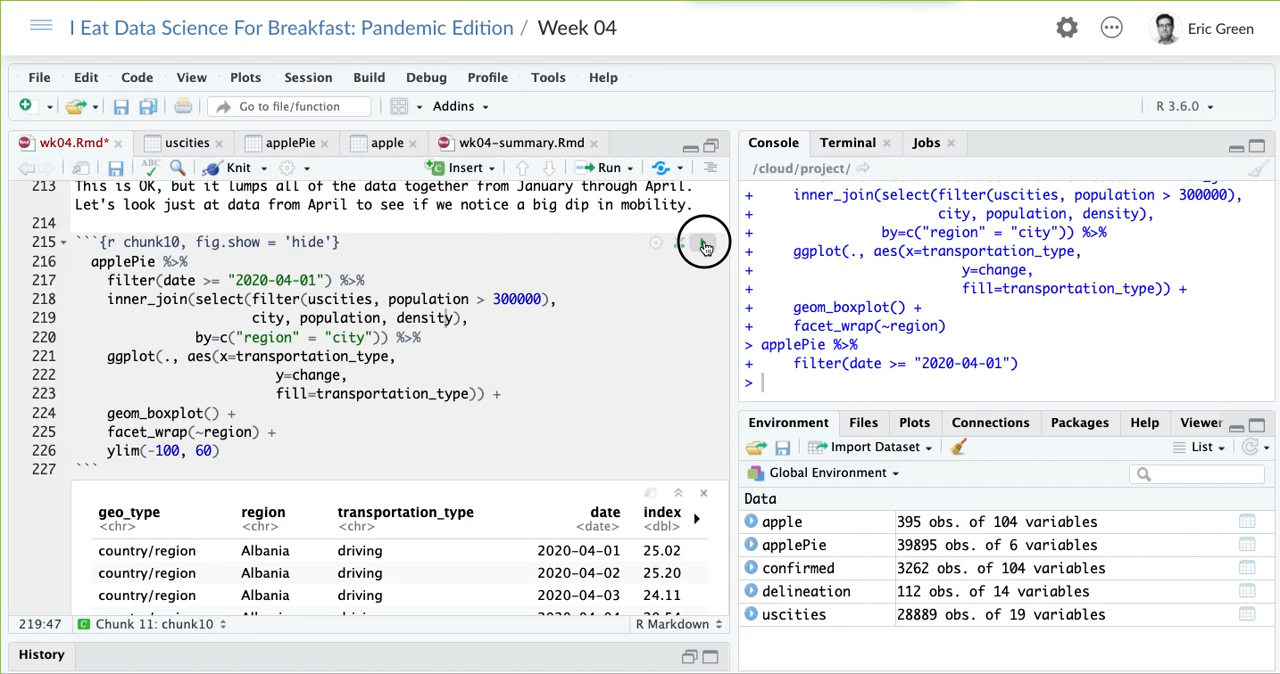 I Eat Data Science For Breakfast: Pandemic Edition / Week 04
Eric Green
File Edit Code View Plots Session Build Debug Profile Tools Help
Go to file/function Addins R 3.6.0
wk04.Rmd* uscities applePie apple wk04-summary.Rmd
ABC Knit Insert Run
213 This is OK, but it lumps all of the data together from January through April.
Let's look just at data from April to see if we notice a big dip in mobility.
214
215 ```{r chunk10, fig.show = 'hide'}
216 applePie %>%
217 filter(date >= "2020-04-01") %>%
218 inner_join(select(filter(uscities, population > 300000),
219 city, population, density),
220 by=c("region" = "city")) %>%
221 ggplot(., aes(x=transportation_type,
222 y=change,
223 fill=transportation_type)) +
224 geom_boxplot() +
225 facet_wrap(~region) +
226 ylim(-100, 60)
227 ```
geo_type region transportation_type date index
<chr> <chr> <chr> <date> <dbl>
country/region Albania driving 2020-04-01 25.02
country/region Albania driving 2020-04-02 25.20
country/region Albania driving 2020-04-03 24.11
219:47 Chunk 11: chunk10 R Markdown
History
Console Terminal Jobs
/cloud/project/
+ inner_join(select(filter(uscities, population > 300000),
+ city, population, density),
+ by=c("region" = "city")) %>%
+ ggplot(., aes(x=transportation_type,
+ y=change,
+ fill=transportation_type)) +
+ geom_boxplot() +
+ facet_wrap(~region)
> applePie %>%
+ filter(date >= "2020-04-01")
>
Environment Files Plots Connections Packages Help Viewer
Import Dataset List
Global Environment
Data
apple 395 obs. of 104 variables
applePie 39895 obs. of 6 variables
confirmed 3262 obs. of 104 variables
delineation 112 obs. of 14 variables
uscities 28889 obs. of 19 variables